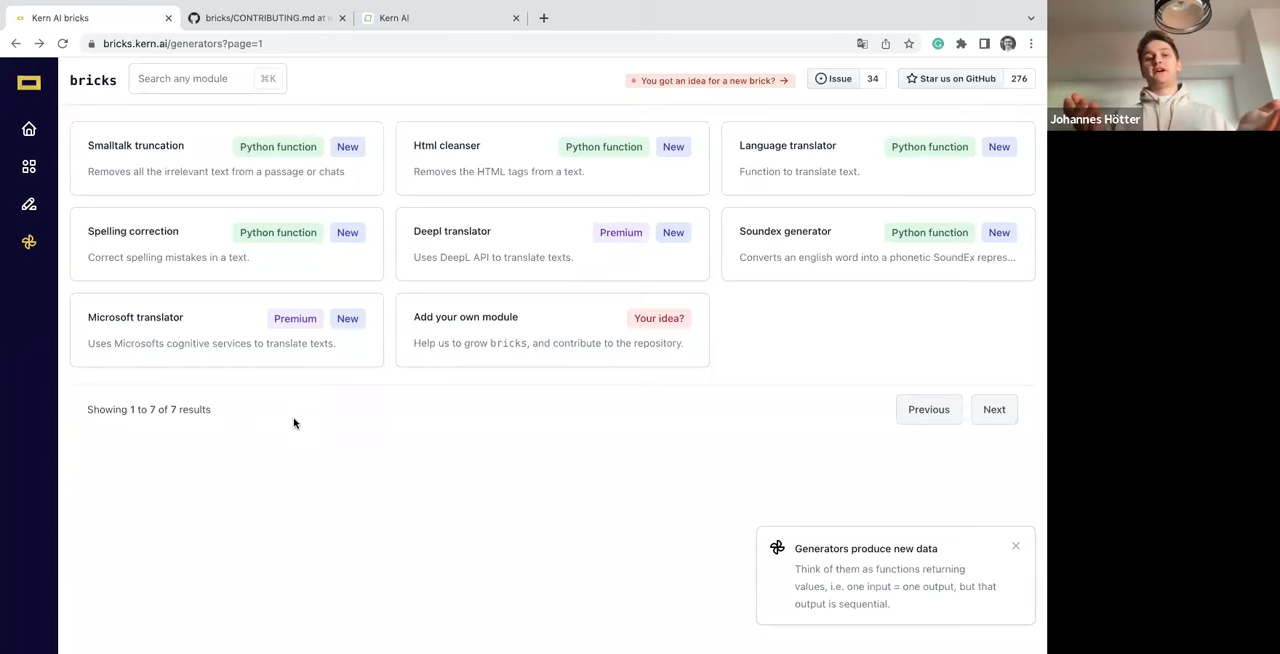 Kern AI bricks
bricks/CONTRIBUTING.md at
Kern AI
bricks.kern.ai/generators?page=1
Johannes Hötter
bricks
Search any module
⌘K
You got an idea for a new brick? →
Issue 34
Star us on GitHub 276
Smalltalk truncation Python function New
Removes all the irrelevant text from a passage or chats
Html cleanser Python function New
Removes the HTML tags from a text.
Language translator Python function New
Function to translate text.
Spelling correction Python function New
Correct spelling mistakes in a text.
Deepl translator Premium New
Uses DeepL API to translate texts.
Soundex generator Python function New
Converts an english word into a phonetic SoundEx repres...
Microsoft translator Premium New
Uses Microsofts cognitive services to translate texts.
Add your own module Your idea?
Help us to grow bricks, and contribute to the repository.
Showing 1 to 7 of 7 results
Previous
Next
Generators produce new data
Think of them as functions returning
values, i.e. one input = one output, but that
output is sequential.